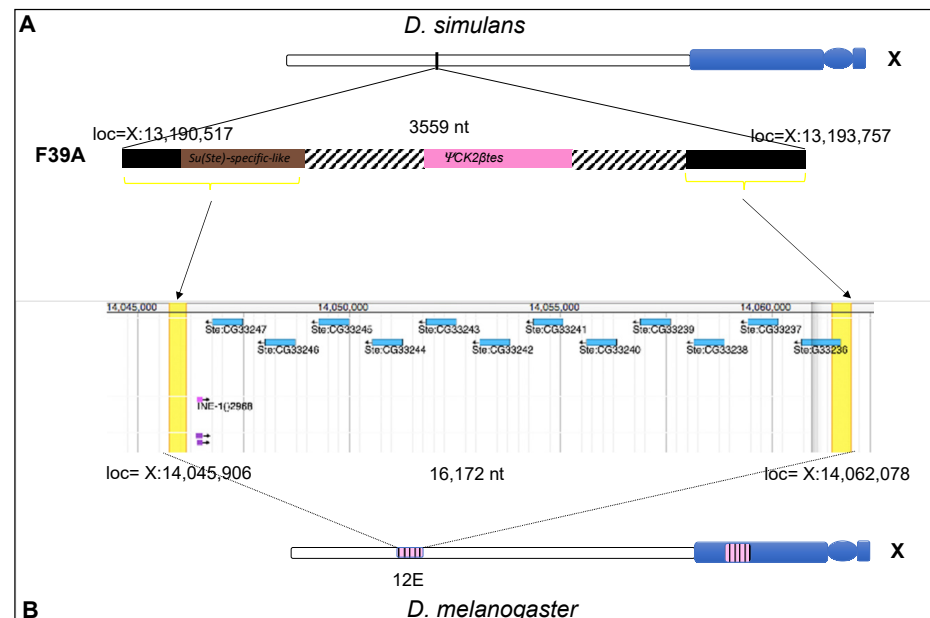 A
D. simulans
X
loc=X:13,190,517
3559 nt
loc=X:13,193,757
F39A
Su(Ste)-specific-like
ΨCK2βtes
14,045,000
14,050,000
14,055,000
14,060,000
Ste:CG33247
Ste:CG33245
Ste:CG33243
Ste:CG33241
Ste:CG33239
Ste:CG33237
Ste:CG33246
Ste:CG33244
Ste:CG33242
Ste:CG33240
Ste:CG33238
Ste:G33236
INE-1{}2968
loc= X:14,045,906
16,172 nt
loc= X:14,062,078
X
12E
B
D. melanogaster